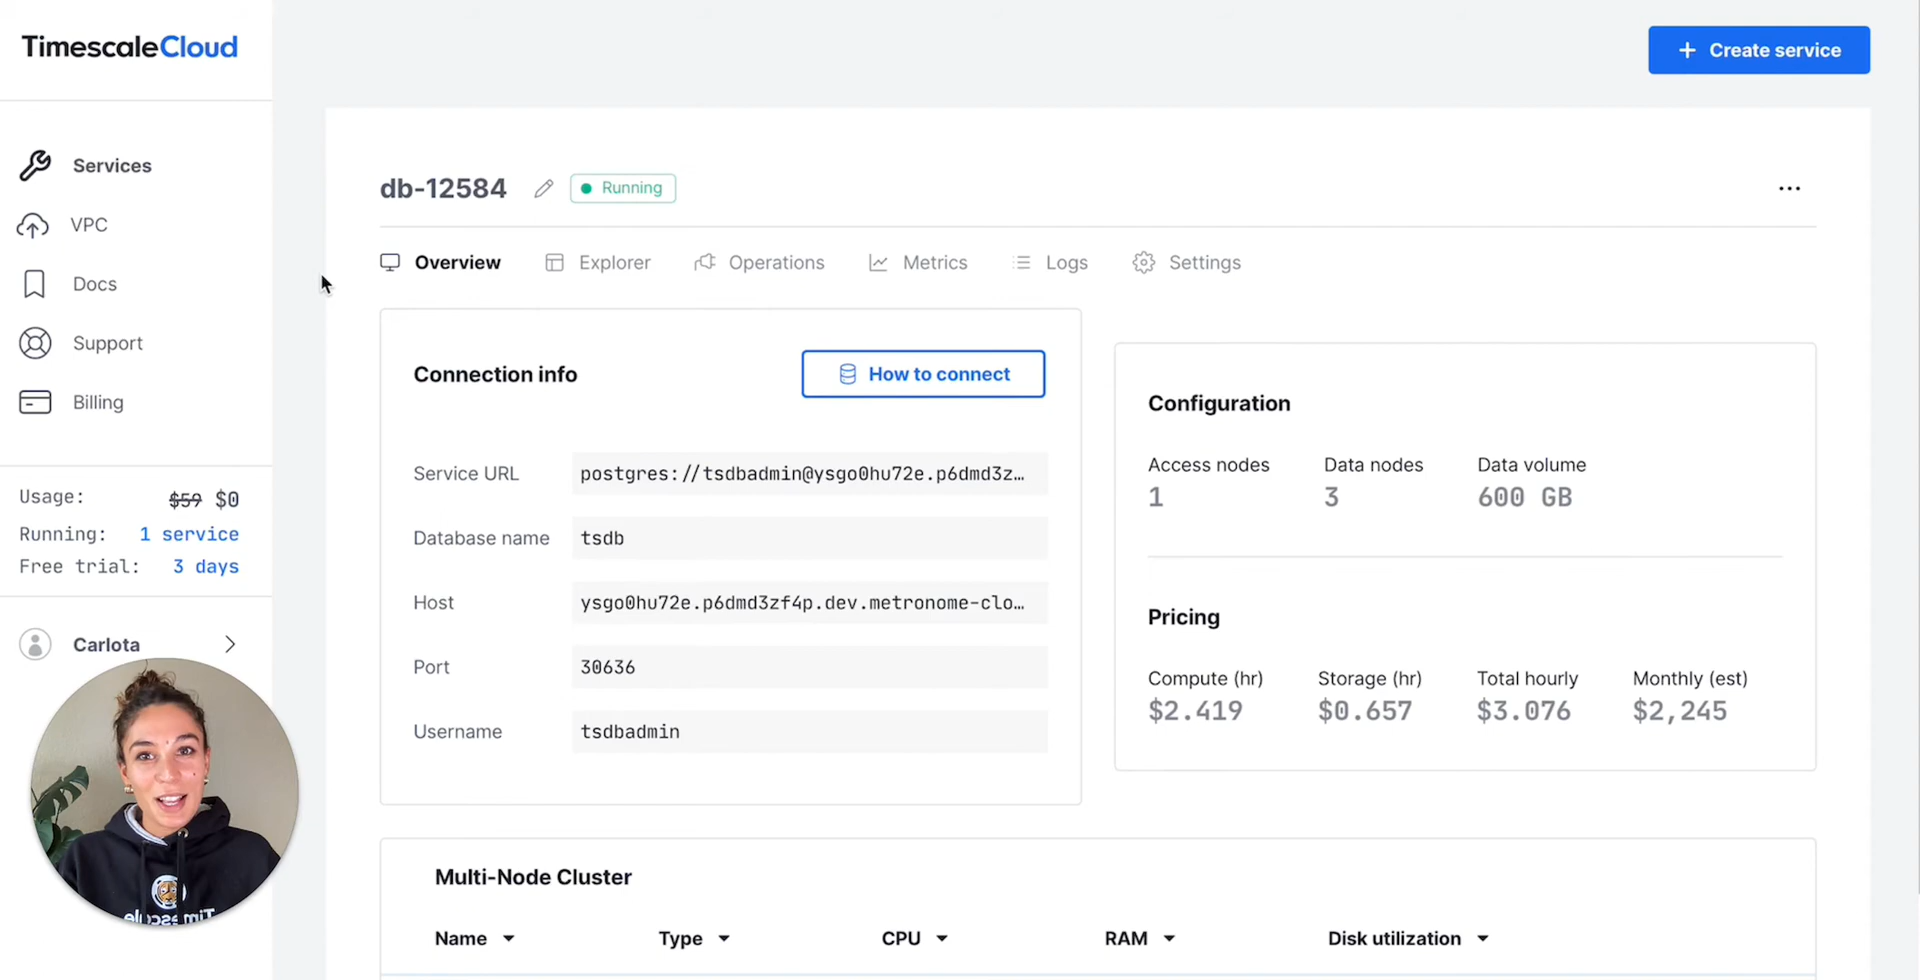 TimescaleCloud
+ Create service
Services
VPC
Docs
Support
Billing
Usage: $59 $0
Running: 1 service
Free trial: 3 days
Carlota
db-12584 Running
Overview Explorer Operations Metrics Logs Settings
Connection info How to connect
Service URL postgres://tsdbadmin@ysgo0hu72e.p6dmd3z…
Database name tsdb
Host ysgo0hu72e.p6dmd3zf4p.dev.metronome-clo…
Port 30636
Username tsdbadmin
Configuration
Access nodes Data nodes Data volume
1 3 600 GB
Pricing
Compute (hr) Storage (hr) Total hourly Monthly (est)
$2.419 $0.657 $3.076 $2,245
Multi-Node Cluster
Name Type CPU RAM Disk utilization